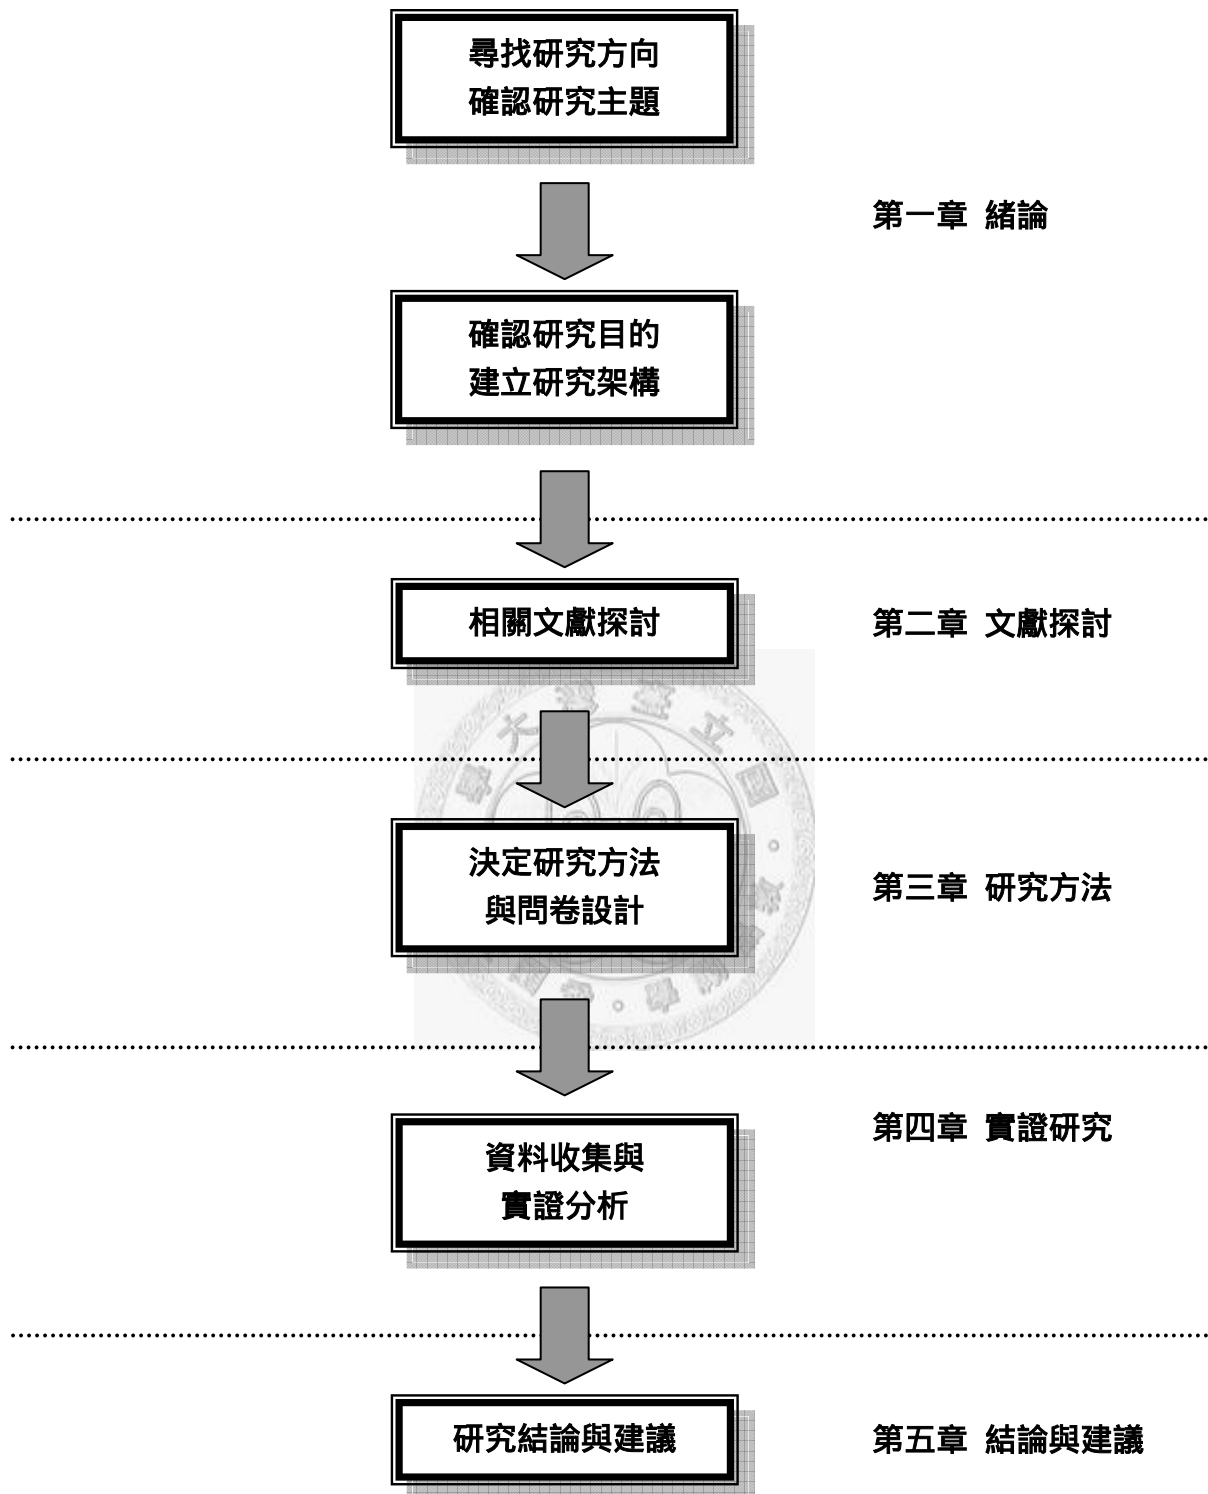 尋找研究方向
確認研究主題
第一章 緒論
確認研究目的
建立研究架構
相關文獻探討
第二章 文獻探討
決定研究方法
與問卷設計
第三章 研究方法
第四章 實證研究
資料收集與
實證分析
研究結論與建議
第五章 結論與建議